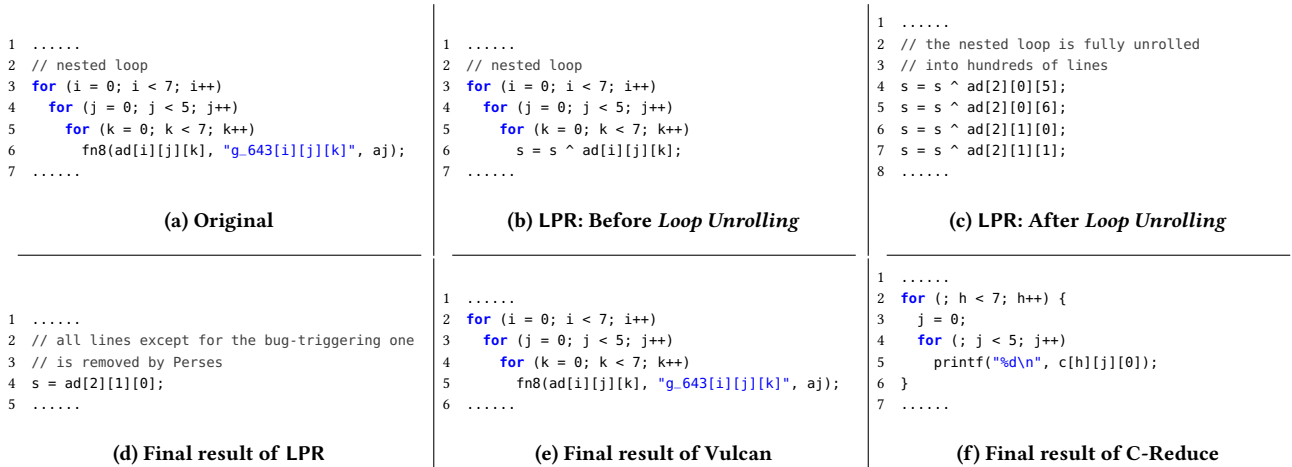 1 ......
2 // nested loop
3 for (i = 0; i < 7; i++)
4   for (j = 0; j < 5; j++)
5     for (k = 0; k < 7; k++)
6       fn8(ad[i][j][k], "g_643[i][j][k]", aj);
7 ......
(a) Original
1 ......
2 // nested loop
3 for (i = 0; i < 7; i++)
4   for (j = 0; j < 5; j++)
5     for (k = 0; k < 7; k++)
6       s = s ^ ad[i][j][k];
7 ......
(b) LPR: Before Loop Unrolling
1 ......
2 // the nested loop is fully unrolled
3 // into hundreds of lines
4 s = s ^ ad[2][0][5];
5 s = s ^ ad[2][0][6];
6 s = s ^ ad[2][1][0];
7 s = s ^ ad[2][1][1];
8 ......
(c) LPR: After Loop Unrolling
1 ......
2 // all lines except for the bug-triggering one
3 // is removed by Perses
4 s = ad[2][1][0];
5 ......
(d) Final result of LPR
1 ......
2 for (i = 0; i < 7; i++)
3   for (j = 0; j < 5; j++)
4     for (k = 0; k < 7; k++)
5       fn8(ad[i][j][k], "g_643[i][j][k]", aj);
6 ......
(e) Final result of Vulcan
1 ......
2 for (; h < 7; h++) {
3   j = 0;
4   for (; j < 5; j++)
5     printf("%d\n", c[h][j][0]);
6 }
7 ......
(f) Final result of C-Reduce